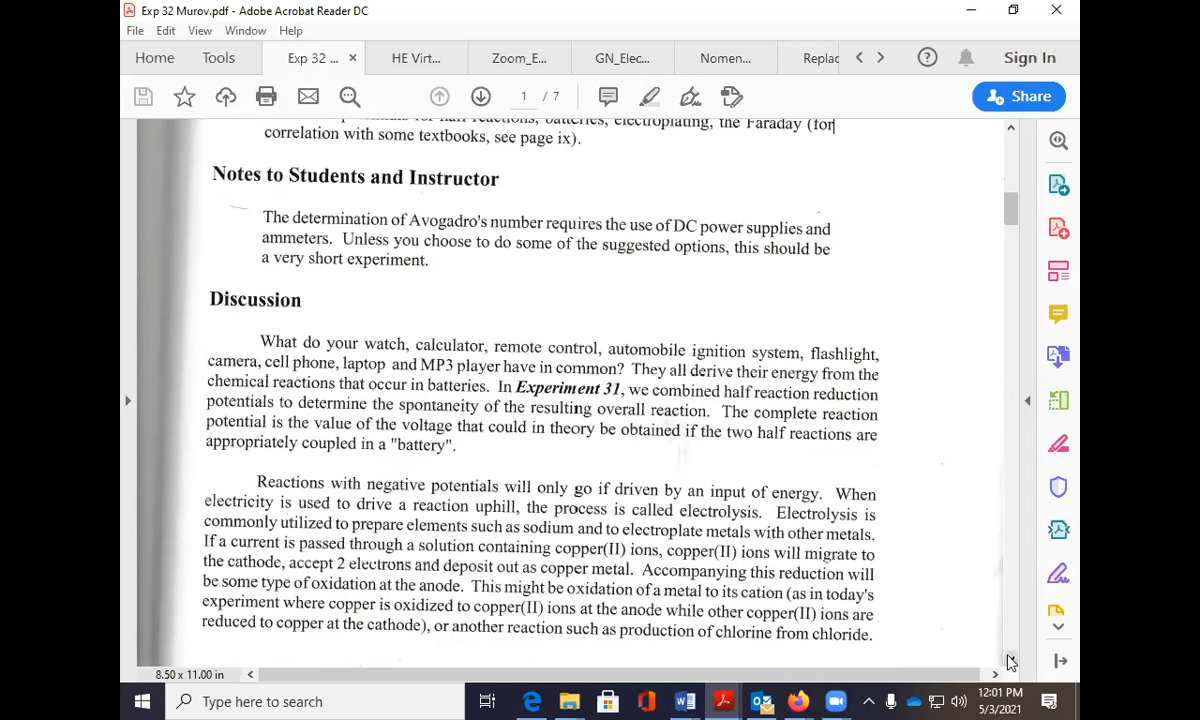 Exp 32 Murov.pdf - Adobe Acrobat Reader DC
File Edit View Window Help
Home Tools Exp 32 ... × HE Virt... Zoom_E... GN_Elec... Nomen... Replac Sign In
1 / 7 Share
half reactions, batteries, electroplating, the Faraday (for
correlation with some textbooks, see page ix).
Notes to Students and Instructor
The determination of Avogadro's number requires the use of DC power supplies and
ammeters. Unless you choose to do some of the suggested options, this should be
a very short experiment.
Discussion
What do your watch, calculator, remote control, automobile ignition system, flashlight,
camera, cell phone, laptop and MP3 player have in common? They all derive their energy from the
chemical reactions that occur in batteries. In Experiment 31, we combined half reaction reduction
potentials to determine the spontaneity of the resulting overall reaction. The complete reaction
potential is the value of the voltage that could in theory be obtained if the two half reactions are
appropriately coupled in a "battery".
Reactions with negative potentials will only go if driven by an input of energy. When
electricity is used to drive a reaction uphill, the process is called electrolysis. Electrolysis is
commonly utilized to prepare elements such as sodium and to electroplate metals with other metals.
If a current is passed through a solution containing copper(II) ions, copper(II) ions will migrate to
the cathode, accept 2 electrons and deposit out as copper metal. Accompanying this reduction will
be some type of oxidation at the anode. This might be oxidation of a metal to its cation (as in today's
experiment where copper is oxidized to copper(II) ions at the anode while other copper(II) ions are
reduced to copper at the cathode), or another reaction such as production of chlorine from chloride.
8.50 x 11.00 in
Type here to search
12:01 PM
5/3/2021